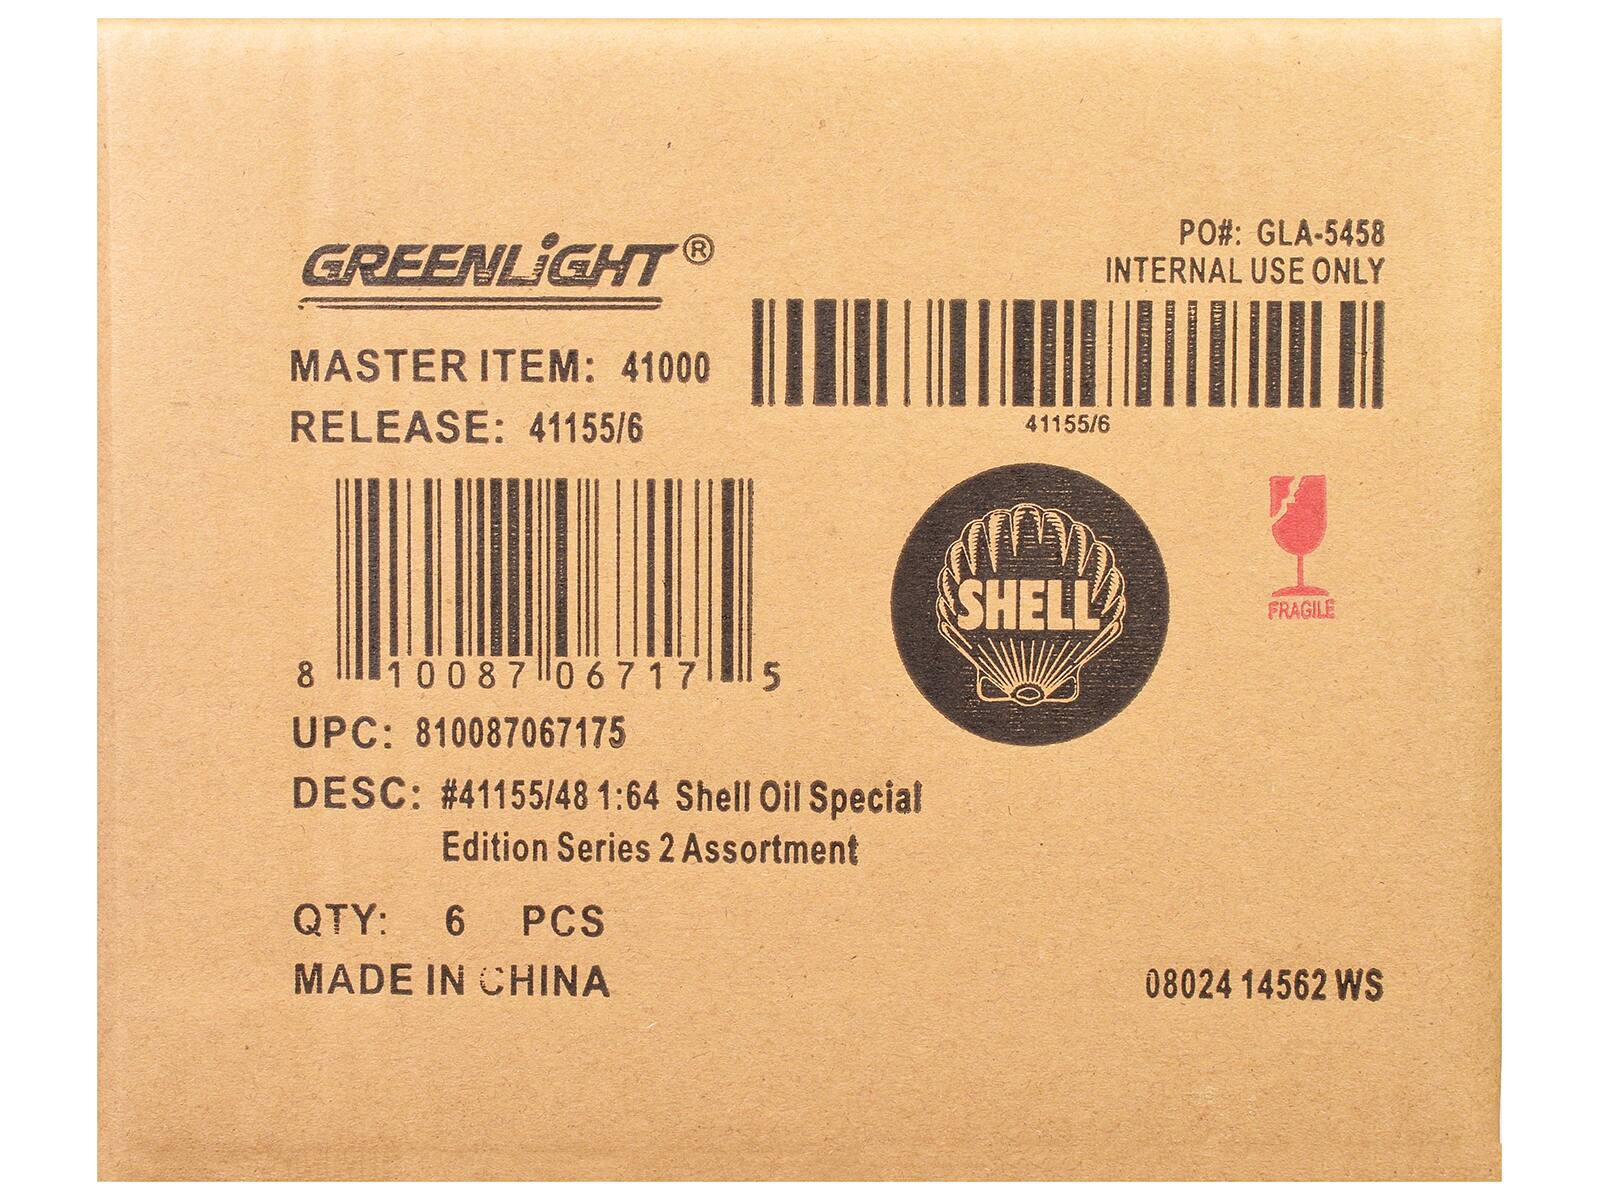 GREENLiGHT®
PO#: GLA-5458
INTERNAL USE ONLY
MASTER ITEM: 41000
RELEASE: 41155/6
41155/6
SHELL
FRAGILE
8 10087 06717 5
UPC: 810087067175
DESC: #41155/48 1:64 Shell Oil Special
Edition Series 2 Assortment
QTY: 6 PCS
MADE IN CHINA
08024 14562 WS